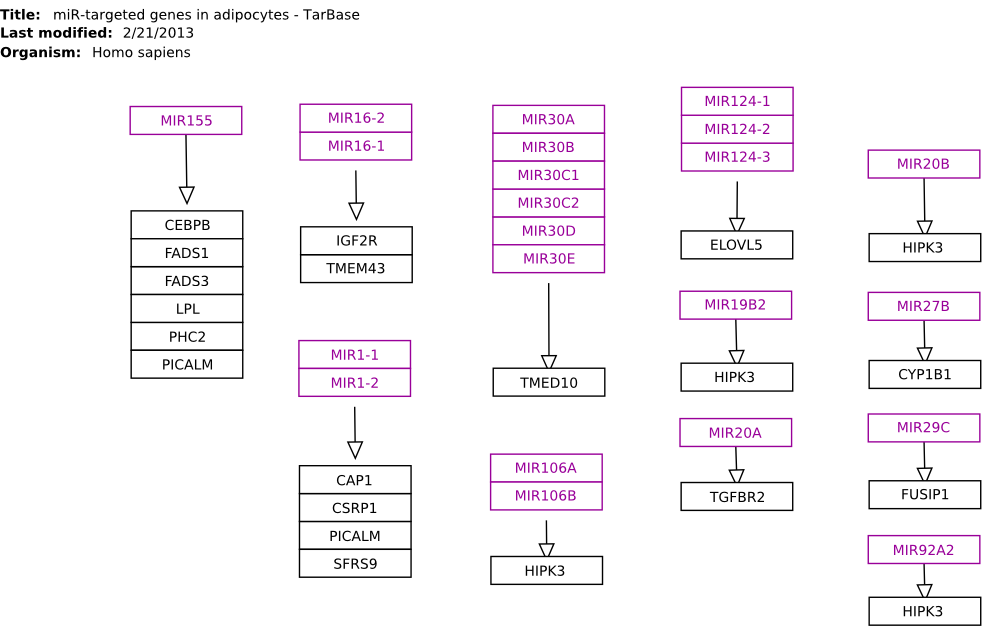 Title: miR-targeted genes in adipocytes - TarBase
Last modified: 2/21/2013
Organism: Homo sapiens
MIR155
CEBPB
FADS1
FADS3
LPL
PHC2
PICALM
MIR16-2
MIR16-1
IGF2R
TMEM43
MIR1-1
MIR1-2
CAP1
CSRP1
PICALM
SFRS9
MIR30A
MIR30B
MIR30C1
MIR30C2
MIR30D
MIR30E
TMED10
MIR106A
MIR106B
HIPK3
MIR124-1
MIR124-2
MIR124-3
ELOVL5
MIR19B2
HIPK3
MIR20A
TGFBR2
MIR20B
HIPK3
MIR27B
CYP1B1
MIR29C
FUSIP1
MIR92A2
HIPK3